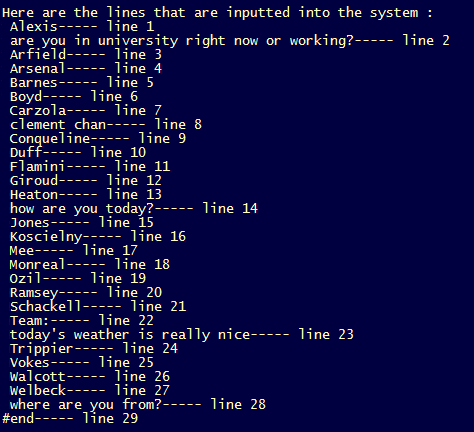 Here are the lines that are inputted into the system :
Alexis----- line 1
are you in university right now or working?----- line 2
Arfield----- line 3
Arsenal----- line 4
Barnes----- line 5
Boyd----- line 6
Carzola----- line 7
clement chan----- line 8
Conqueline----- line 9
Duff----- line 10
Flamini----- line 11
Giroud----- line 12
Heaton----- line 13
how are you today?----- line 14
Jones----- line 15
Koscielny----- line 16
Mee----- line 17
Monreal----- line 18
Ozil----- line 19
Ramsey----- line 20
Schackell----- line 21
Team:----- line 22
today's weather is really nice----- line 23
Trippier----- line 24
Vokes----- line 25
Walcott----- line 26
Welbeck----- line 27
where are you from?----- line 28
#end----- line 29